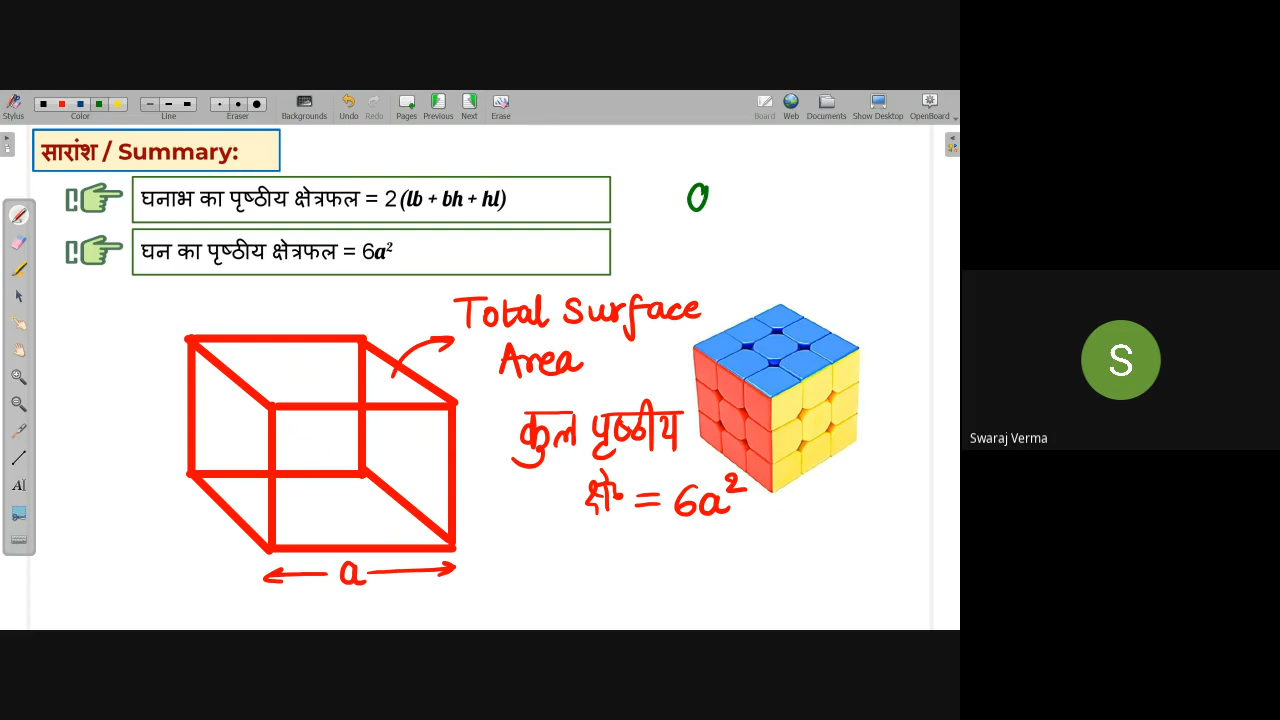 Stylus Color Line Eraser Backgrounds Undo Redo Pages Previous Next Erase Board Web Documents Show Desktop OpenBoard
सारांश / Summary:
घनाभ का पृष्ठीय क्षेत्रफल = 2(lb + bh + hl)
घन का पृष्ठीय क्षेत्रफल = 6a²
Total Surface
Area
कुल पृष्ठीय
क्षे० = 6a²
a
S
Swaraj Verma